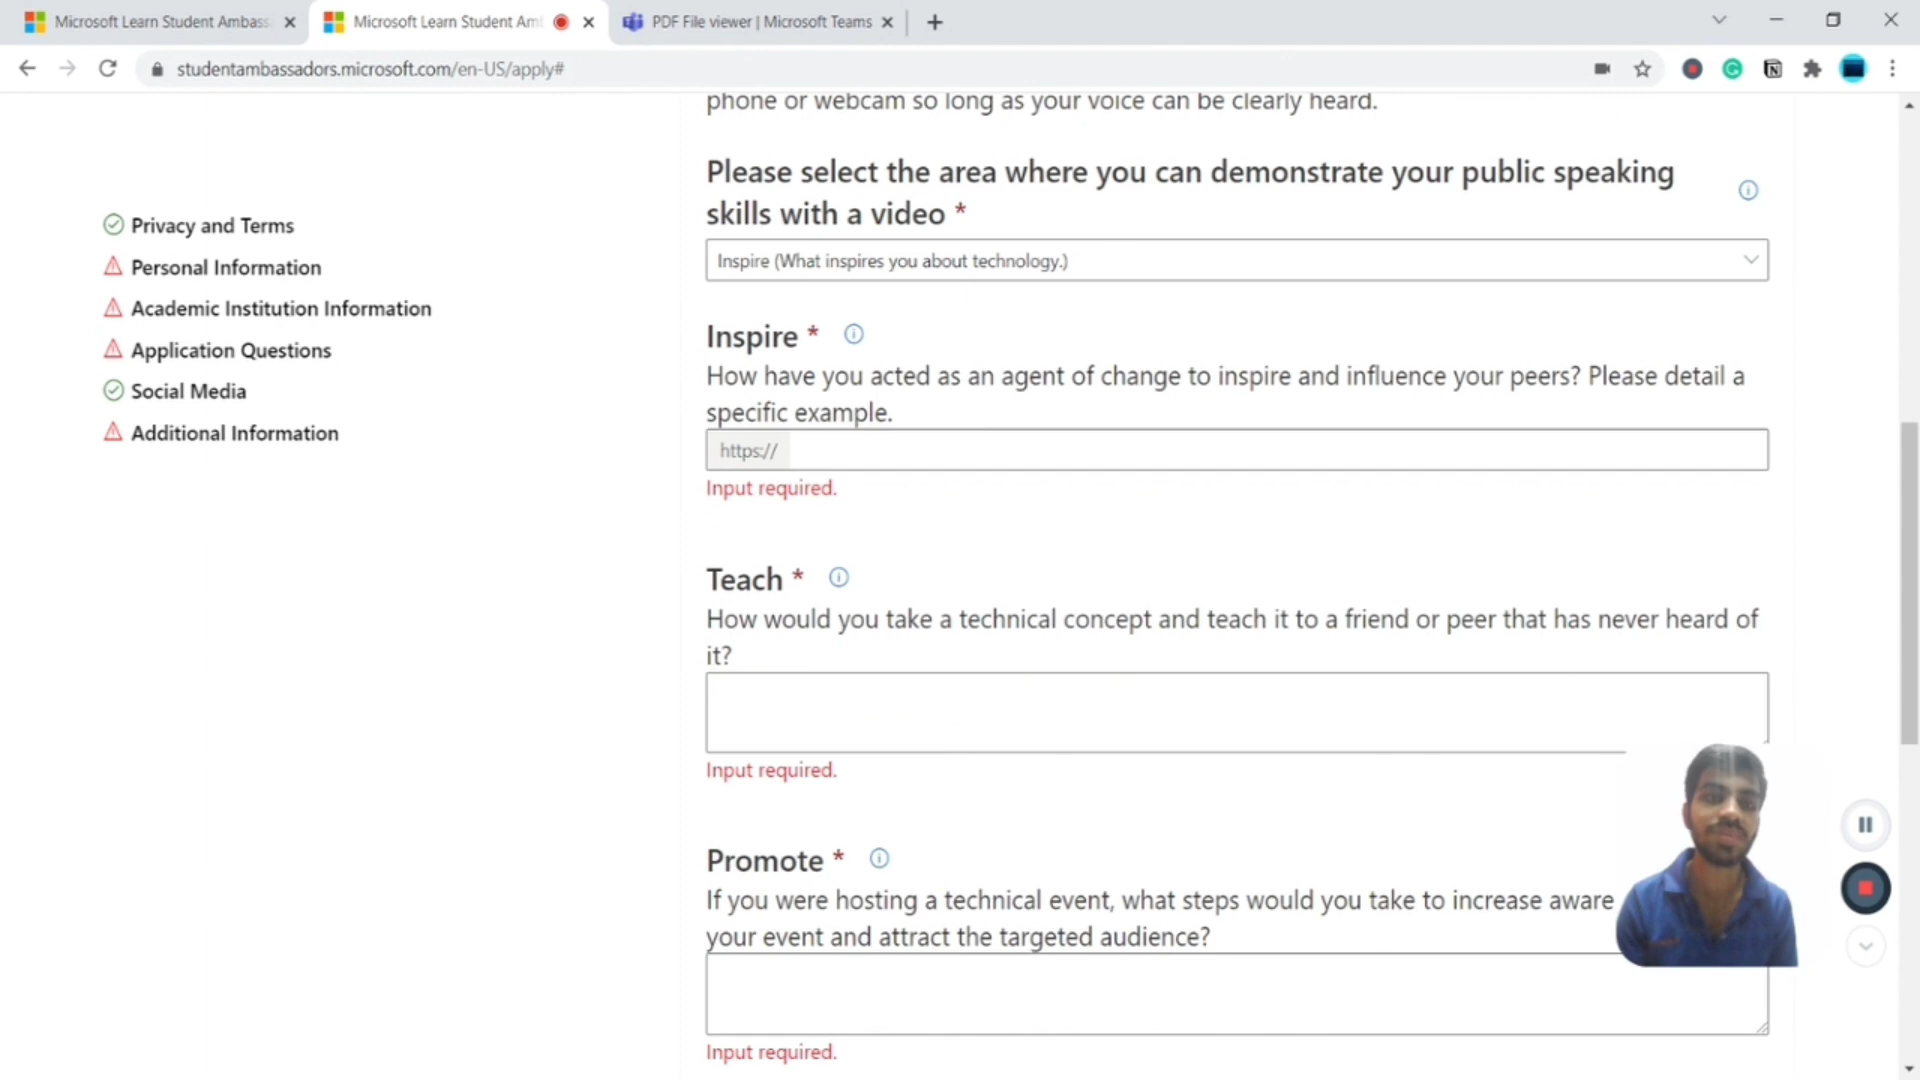 Microsoft Learn Student Ambass
Microsoft Learn Student Am
PDF File viewer | Microsoft Teams
studentambassadors.microsoft.com/en-US/apply#
phone or webcam so long as your voice can be clearly heard.
Please select the area where you can demonstrate your public speaking
skills with a video *
Inspire (What inspires you about technology.)
Privacy and Terms
Personal Information
Academic Institution Information
Application Questions
Social Media
Additional Information
Inspire *
How have you acted as an agent of change to inspire and influence your peers? Please detail a
specific example.
https://
Input required.
Teach *
How would you take a technical concept and teach it to a friend or peer that has never heard of
it?
Input required.
Promote *
If you were hosting a technical event, what steps would you take to increase aware
your event and attract the targeted audience?
Input required.